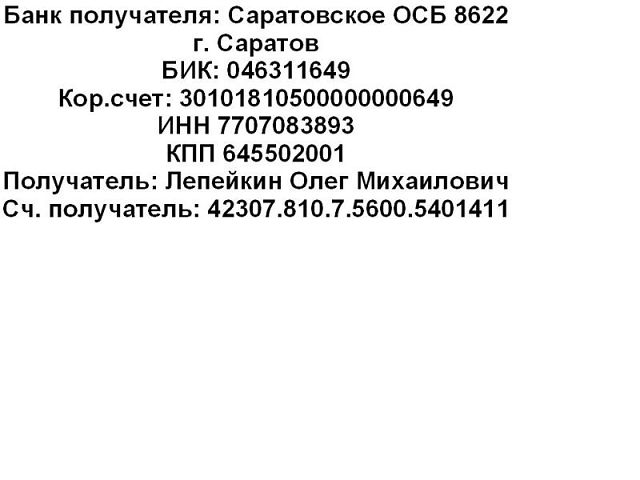 Банк получателя: Саратовское ОСБ 8622
г. Саратов
БИК: 046311649
Кор.счет: 30101810500000000649
ИНН 7707083893
КПП 645502001
Получатель: Лепейкин Олег Михаилович
Сч. получатель: 42307.810.7.5600.5401411